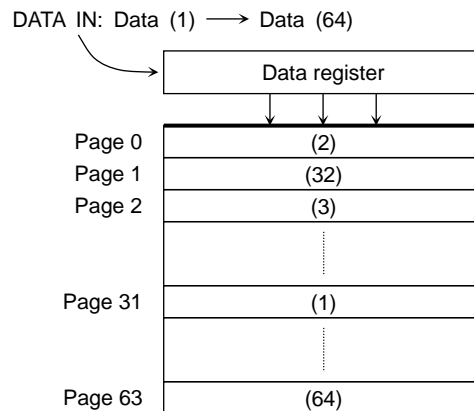 DATA IN: Data (1) → Data (64)
Data register
Page 0 (2)
Page 1 (32)
Page 2 (3)
Page 31 (1)
Page 63 (64)